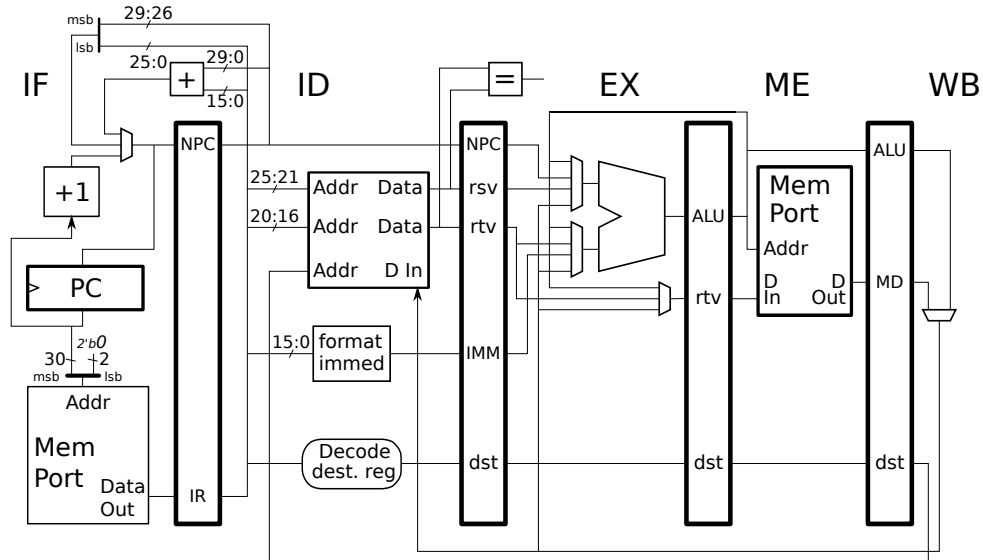 29:26
msb
lsb
25:0
29:0
+
=
15:0
IF
ID
EX
ME
WB
NPC
NPC
ALU
+1
25:21
Addr
Data
rsv
Mem
Port
20:16
Addr
Data
rtv
ALU
Addr
Addr
D In
PC
D
In
D
Out
MD
rtv
2'b0
30
2
msb
lsb
15:0
format
immed
IMM
Addr
Mem
Port
Data
Out
IR
Decode
dest. reg
dst
dst
dst